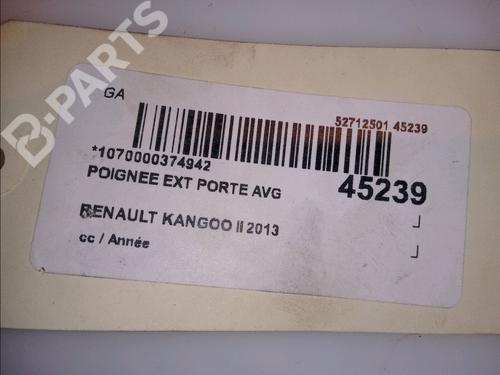 B-PARTS
GA
52712501 45239
*1070000374942
POIGNEE EXT PORTE AVG
45239
RENAULT KANGOO II 2013
cc / Année